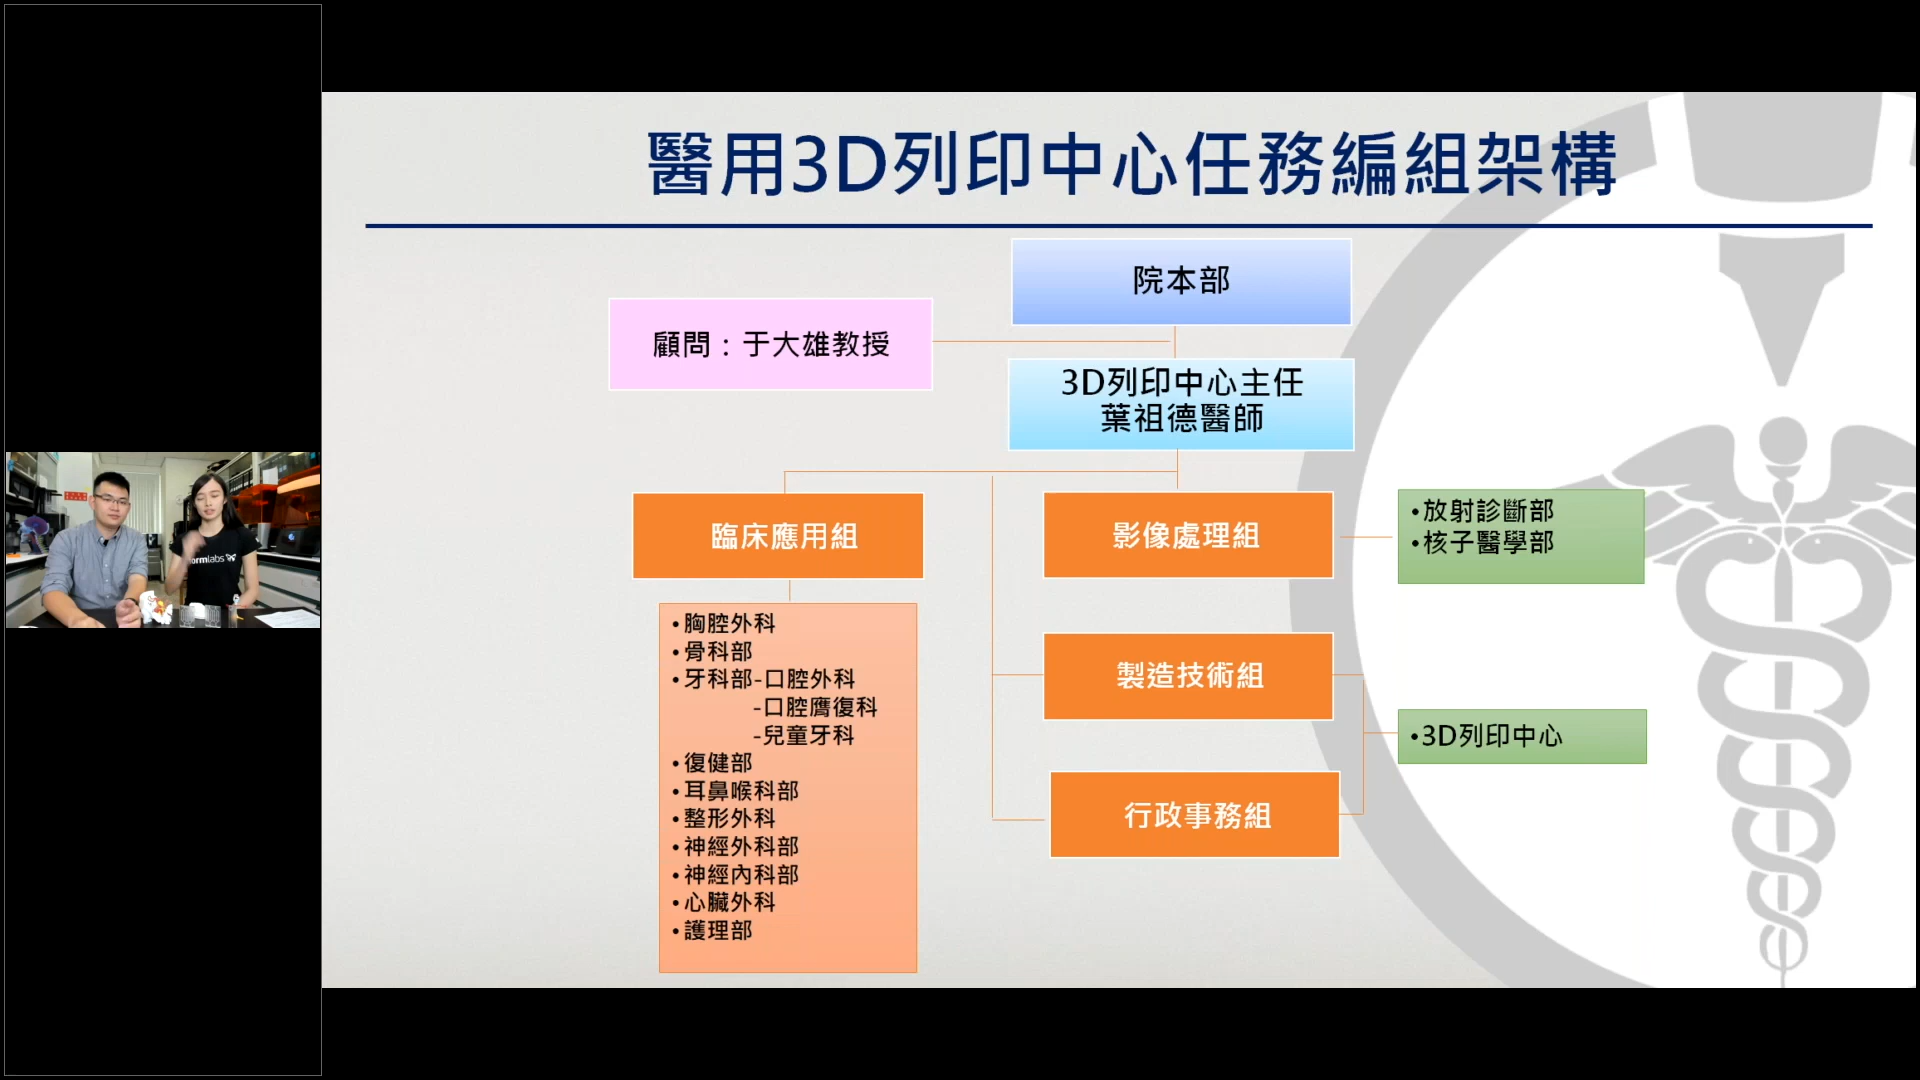 醫用3D列印中心任務編組架構
院本部
顧問：于大雄教授
3D列印中心主任
葉祖德醫師
臨床應用組
•胸腔外科
•骨科部
•牙科部-口腔外科
-口腔膺復科
-兒童牙科
•復健部
•耳鼻喉科部
•整形外科
•神經外科部
•神經內科部
•心臟外科
•護理部
影像處理組
•放射診斷部
•核子醫學部
製造技術組
行政事務組
•3D列印中心
ormlabs